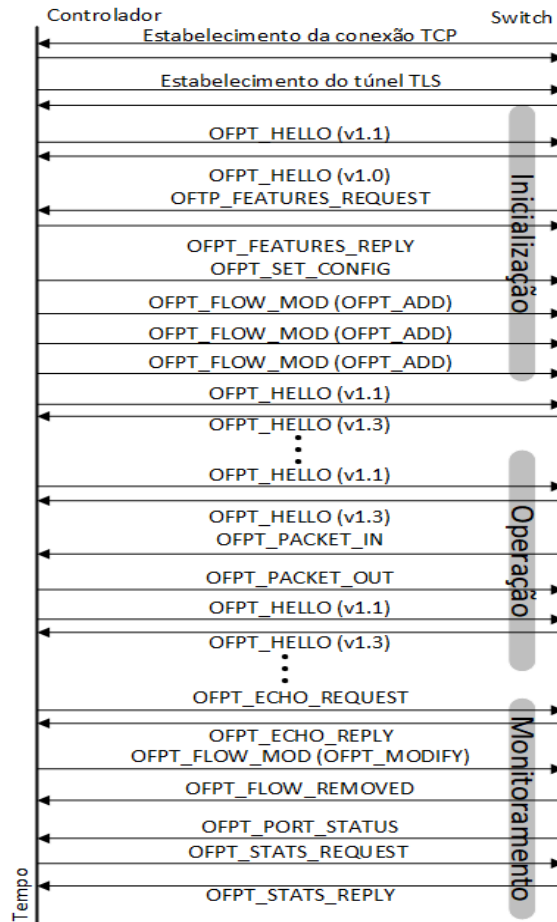 Controlador
Switch
Estabelecimento da conexão TCP
Estabelecimento do túnel TLS
OFPT_HELLO (v1.1)
OFPT_HELLO (v1.0)
OFTP_FEATURES_REQUEST
OFPT_FEATURES_REPLY
OFPT_SET_CONFIG
OFPT_FLOW_MOD (OFPT_ADD)
OFPT_FLOW_MOD (OFPT_ADD)
OFPT_FLOW_MOD (OFPT_ADD)
Inicialização
OFPT_HELLO (v1.1)
OFPT_HELLO (v1.3)
OFPT_HELLO (v1.1)
OFPT_HELLO (v1.3)
OFPT_PACKET_IN
OFPT_PACKET_OUT
OFPT_HELLO (v1.1)
OFPT_HELLO (v1.3)
Operação
OFPT_ECHO_REQUEST
OFPT_ECHO_REPLY
OFPT_FLOW_MOD (OFPT_MODIFY)
OFPT_FLOW_REMOVED
OFPT_PORT_STATUS
OFPT_STATS_REQUEST
OFPT_STATS_REPLY
Monitoramento
Tempo